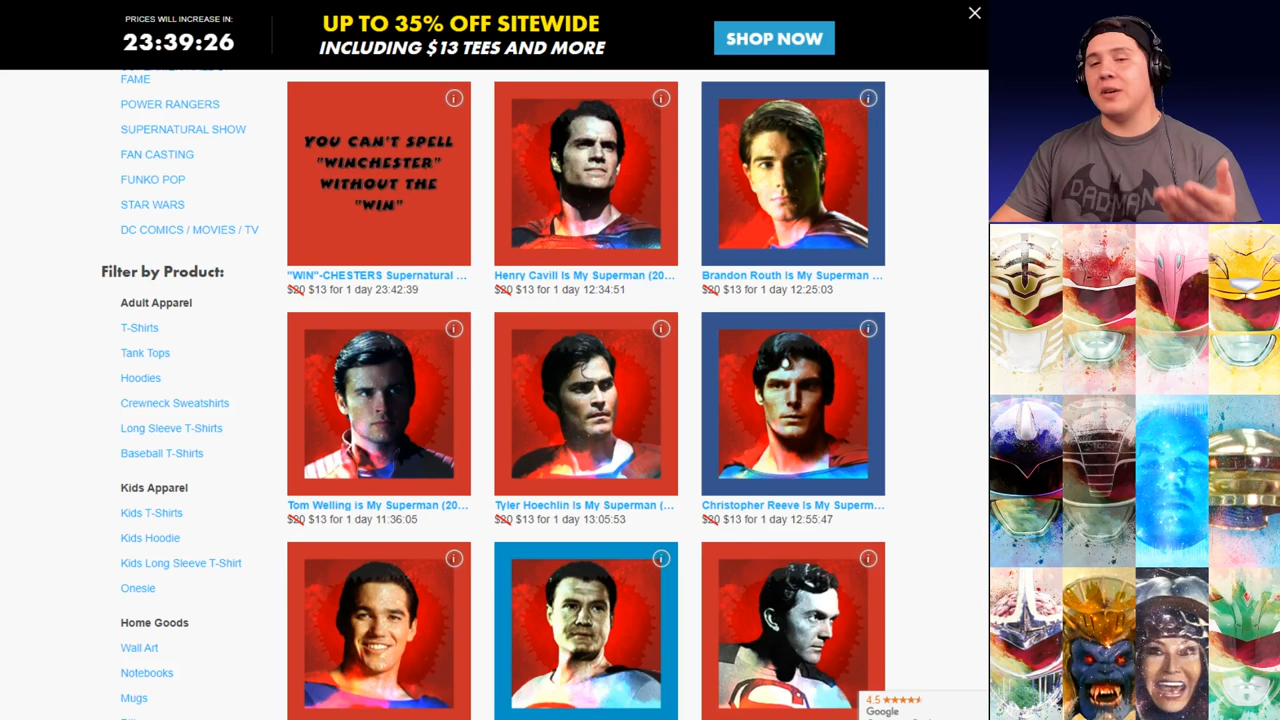 PRICES WILL INCREASE IN:
23:39:26
UP TO 35% OFF SITEWIDE
INCLUDING $13 TEES AND MORE
SHOP NOW
FAME
POWER RANGERS
SUPERNATURAL SHOW
FAN CASTING
FUNKO POP
STAR WARS
DC COMICS / MOVIES / TV
Filter by Product:
Adult Apparel
T-Shirts
Tank Tops
Hoodies
Crewneck Sweatshirts
Long Sleeve T-Shirts
Baseball T-Shirts
Kids Apparel
Kids T-Shirts
Kids Hoodie
Kids Long Sleeve T-Shirt
Onesie
Home Goods
Wall Art
Notebooks
Mugs
YOU CAN'T SPELL
"WINCHESTER"
WITHOUT THE
"WIN"
"WIN"-CHESTERS Supernatural ...
$20 $13 for 1 day 23:42:39
Henry Cavill Is My Superman (20...
$20 $13 for 1 day 12:34:51
Brandon Routh Is My Superman ...
$20 $13 for 1 day 12:25:03
Tom Welling is My Superman (20...
$20 $13 for 1 day 11:36:05
Tyler Hoechlin Is My Superman (...
$20 $13 for 1 day 13:05:53
Christopher Reeve Is My Superm...
$20 $13 for 1 day 12:55:47
4.5
Google
DADMAN